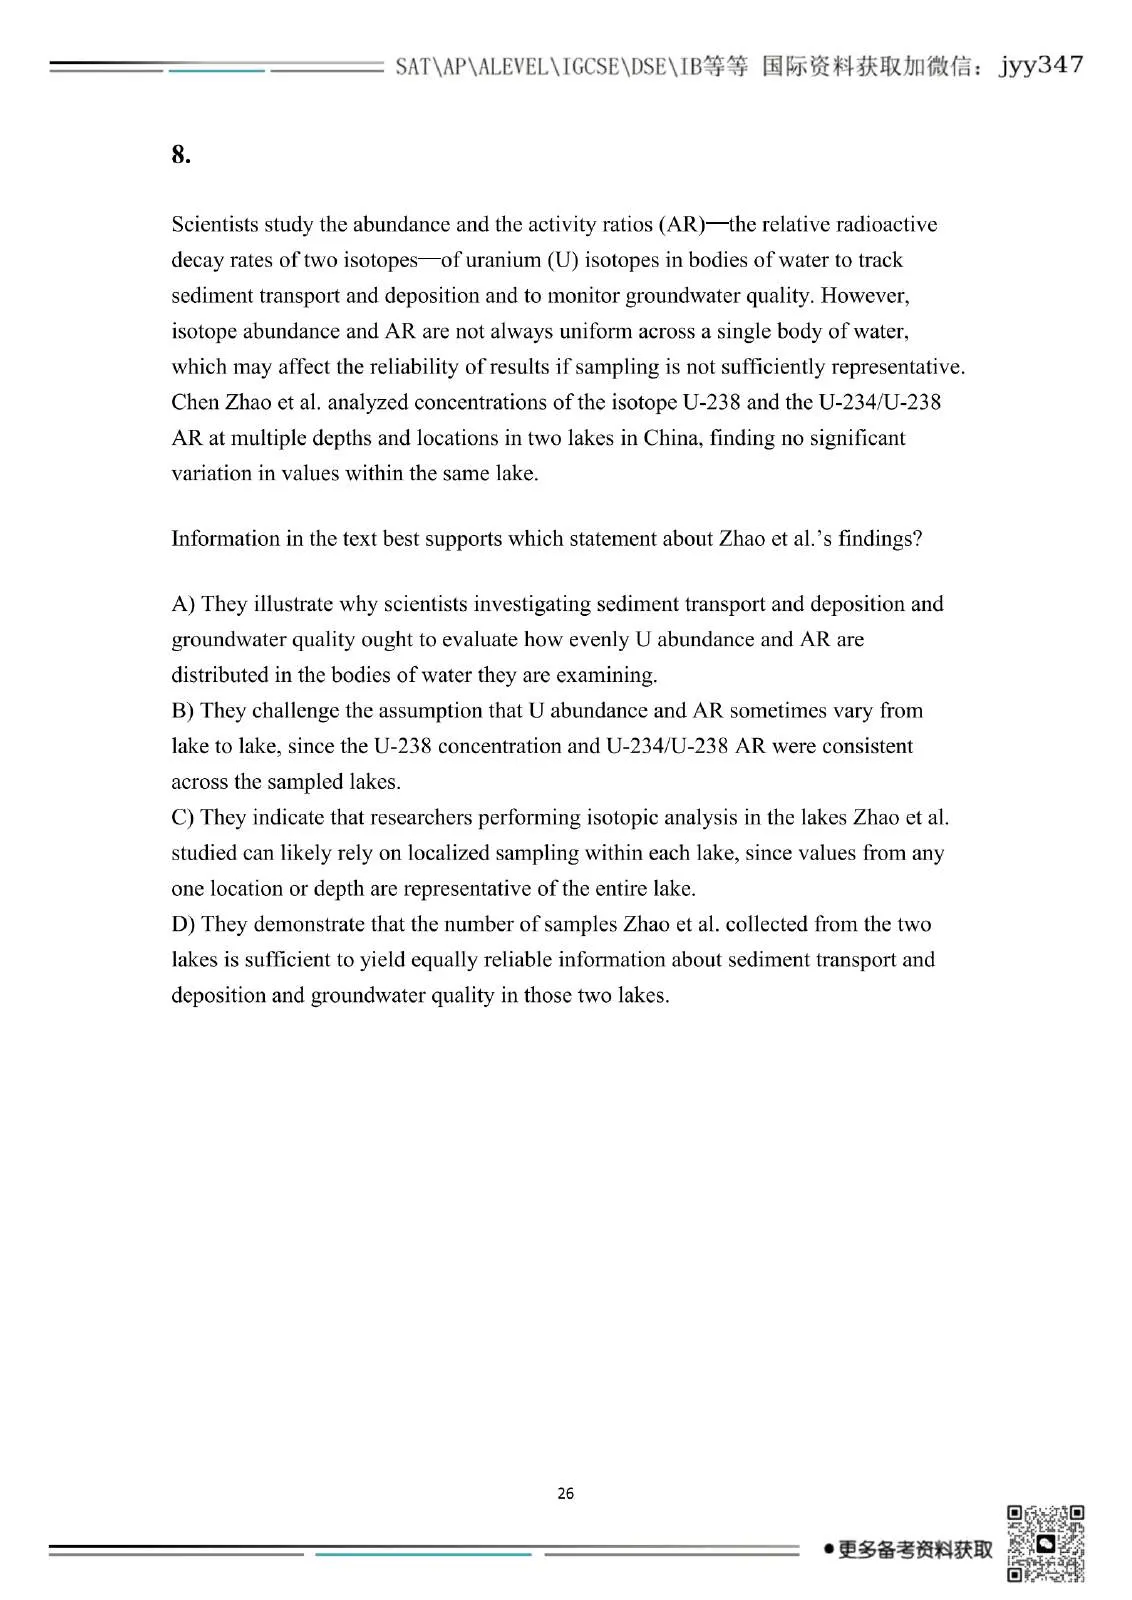 SAT\AP\ALEVEL\IGCSE\DSE\IB等等 国际资料获取加微信： jyy347
8.
Scientists study the abundance and the activity ratios (AR)—the relative radioactive
decay rates of two isotopes—of uranium (U) isotopes in bodies of water to track
sediment transport and deposition and to monitor groundwater quality. However,
isotope abundance and AR are not always uniform across a single body of water,
which may affect the reliability of results if sampling is not sufficiently representative.
Chen Zhao et al. analyzed concentrations of the isotope U-238 and the U-234/U-238
AR at multiple depths and locations in two lakes in China, finding no significant
variation in values within the same lake.
Information in the text best supports which statement about Zhao et al.’s findings?
A) They illustrate why scientists investigating sediment transport and deposition and
groundwater quality ought to evaluate how evenly U abundance and AR are
distributed in the bodies of water they are examining.
B) They challenge the assumption that U abundance and AR sometimes vary from
lake to lake, since the U-238 concentration and U-234/U-238 AR were consistent
across the sampled lakes.
C) They indicate that researchers performing isotopic analysis in the lakes Zhao et al.
studied can likely rely on localized sampling within each lake, since values from any
one location or depth are representative of the entire lake.
D) They demonstrate that the number of samples Zhao et al. collected from the two
lakes is sufficient to yield equally reliable information about sediment transport and
deposition and groundwater quality in those two lakes.
26
●更多备考资料获取